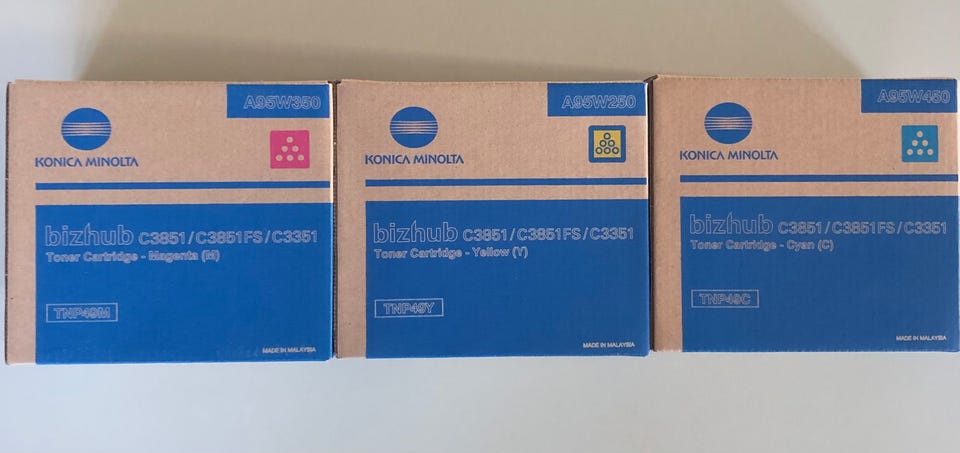 A95W350
KONICA MINOLTA
bizhub C3851/C3851FS/C3351
Toner Cartridge - Magenta (M)
TNP49M
MADE IN MALAYSIA
A95W250
KONICA MINOLTA
bizhub C3851/C3851FS/C3351
Toner Cartridge - Yellow (Y)
TNP49Y
MADE IN MALAYSIA
A95W450
KONICA MINOLTA
bizhub C3851/C3851FS/C3351
Toner Cartridge - Cyan (C)
TNP49C
MADE IN MALAYSIA